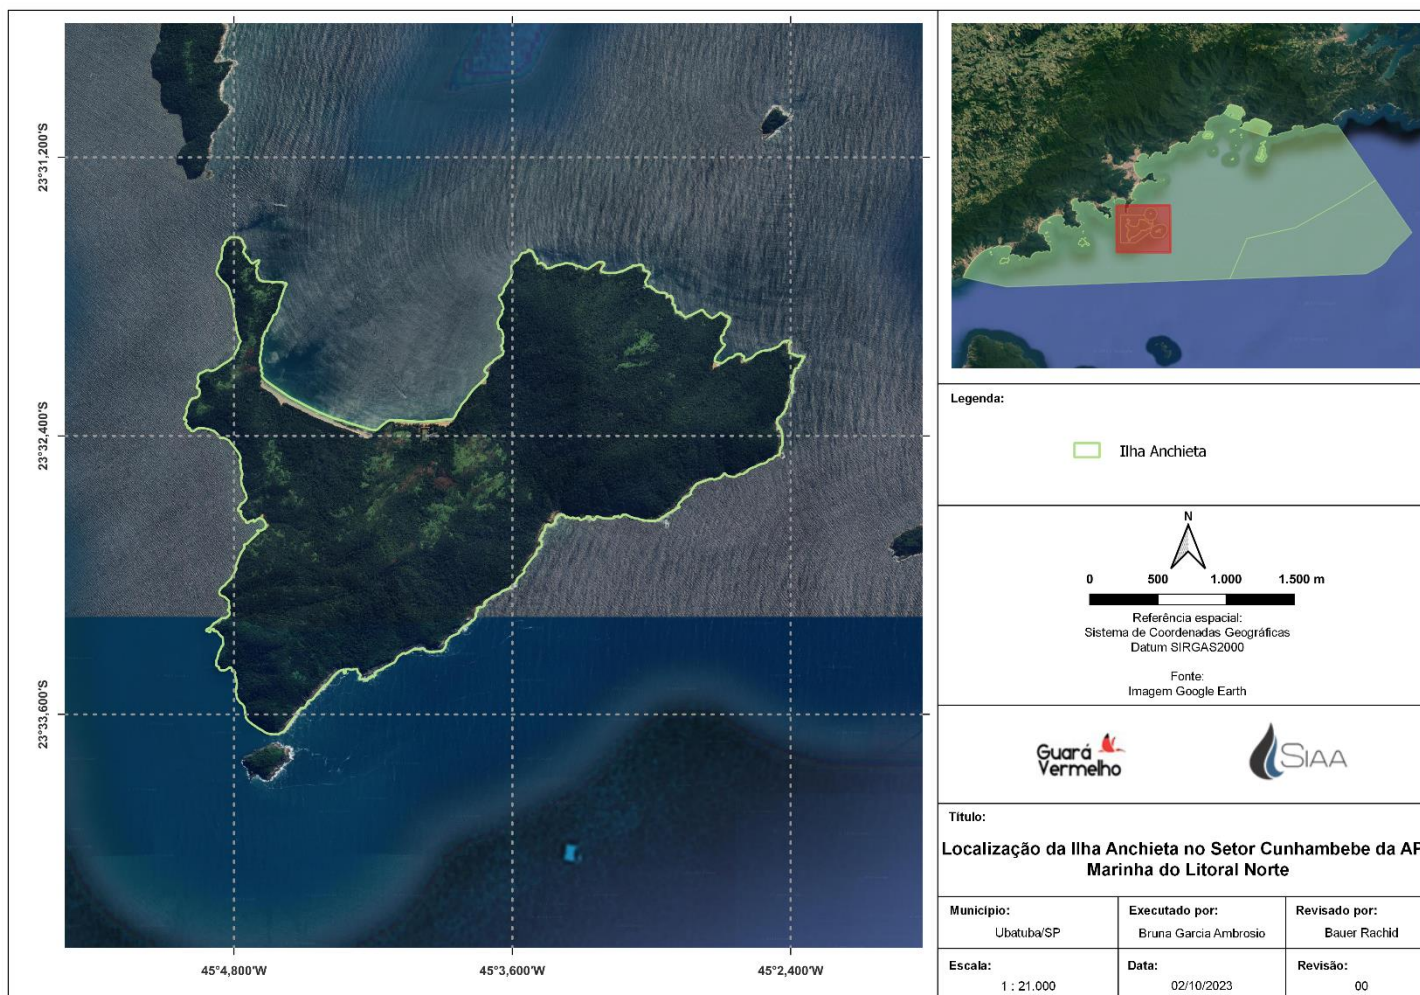 23°31,200'S
23°32,400'S
23°33,600'S
45°4,800'W
45°3,600'W
45°2,400'W
Legenda:
Ilha Anchieta
N
0 500 1.000 1.500 m
Referência espacial:
Sistema de Coordenadas Geográficas
Datum SIRGAS2000
Fonte:
Imagem Google Earth
Guará
Vermelho
SIAA
Título:
Localização da Ilha Anchieta no Setor Cunhambebe da AP
Marinha do Litoral Norte
Município:
Ubatuba/SP
Executado por:
Bruna Garcia Ambrosio
Revisado por:
Bauer Rachid
Escala:
1 : 21.000
Data:
02/10/2023
Revisão:
00